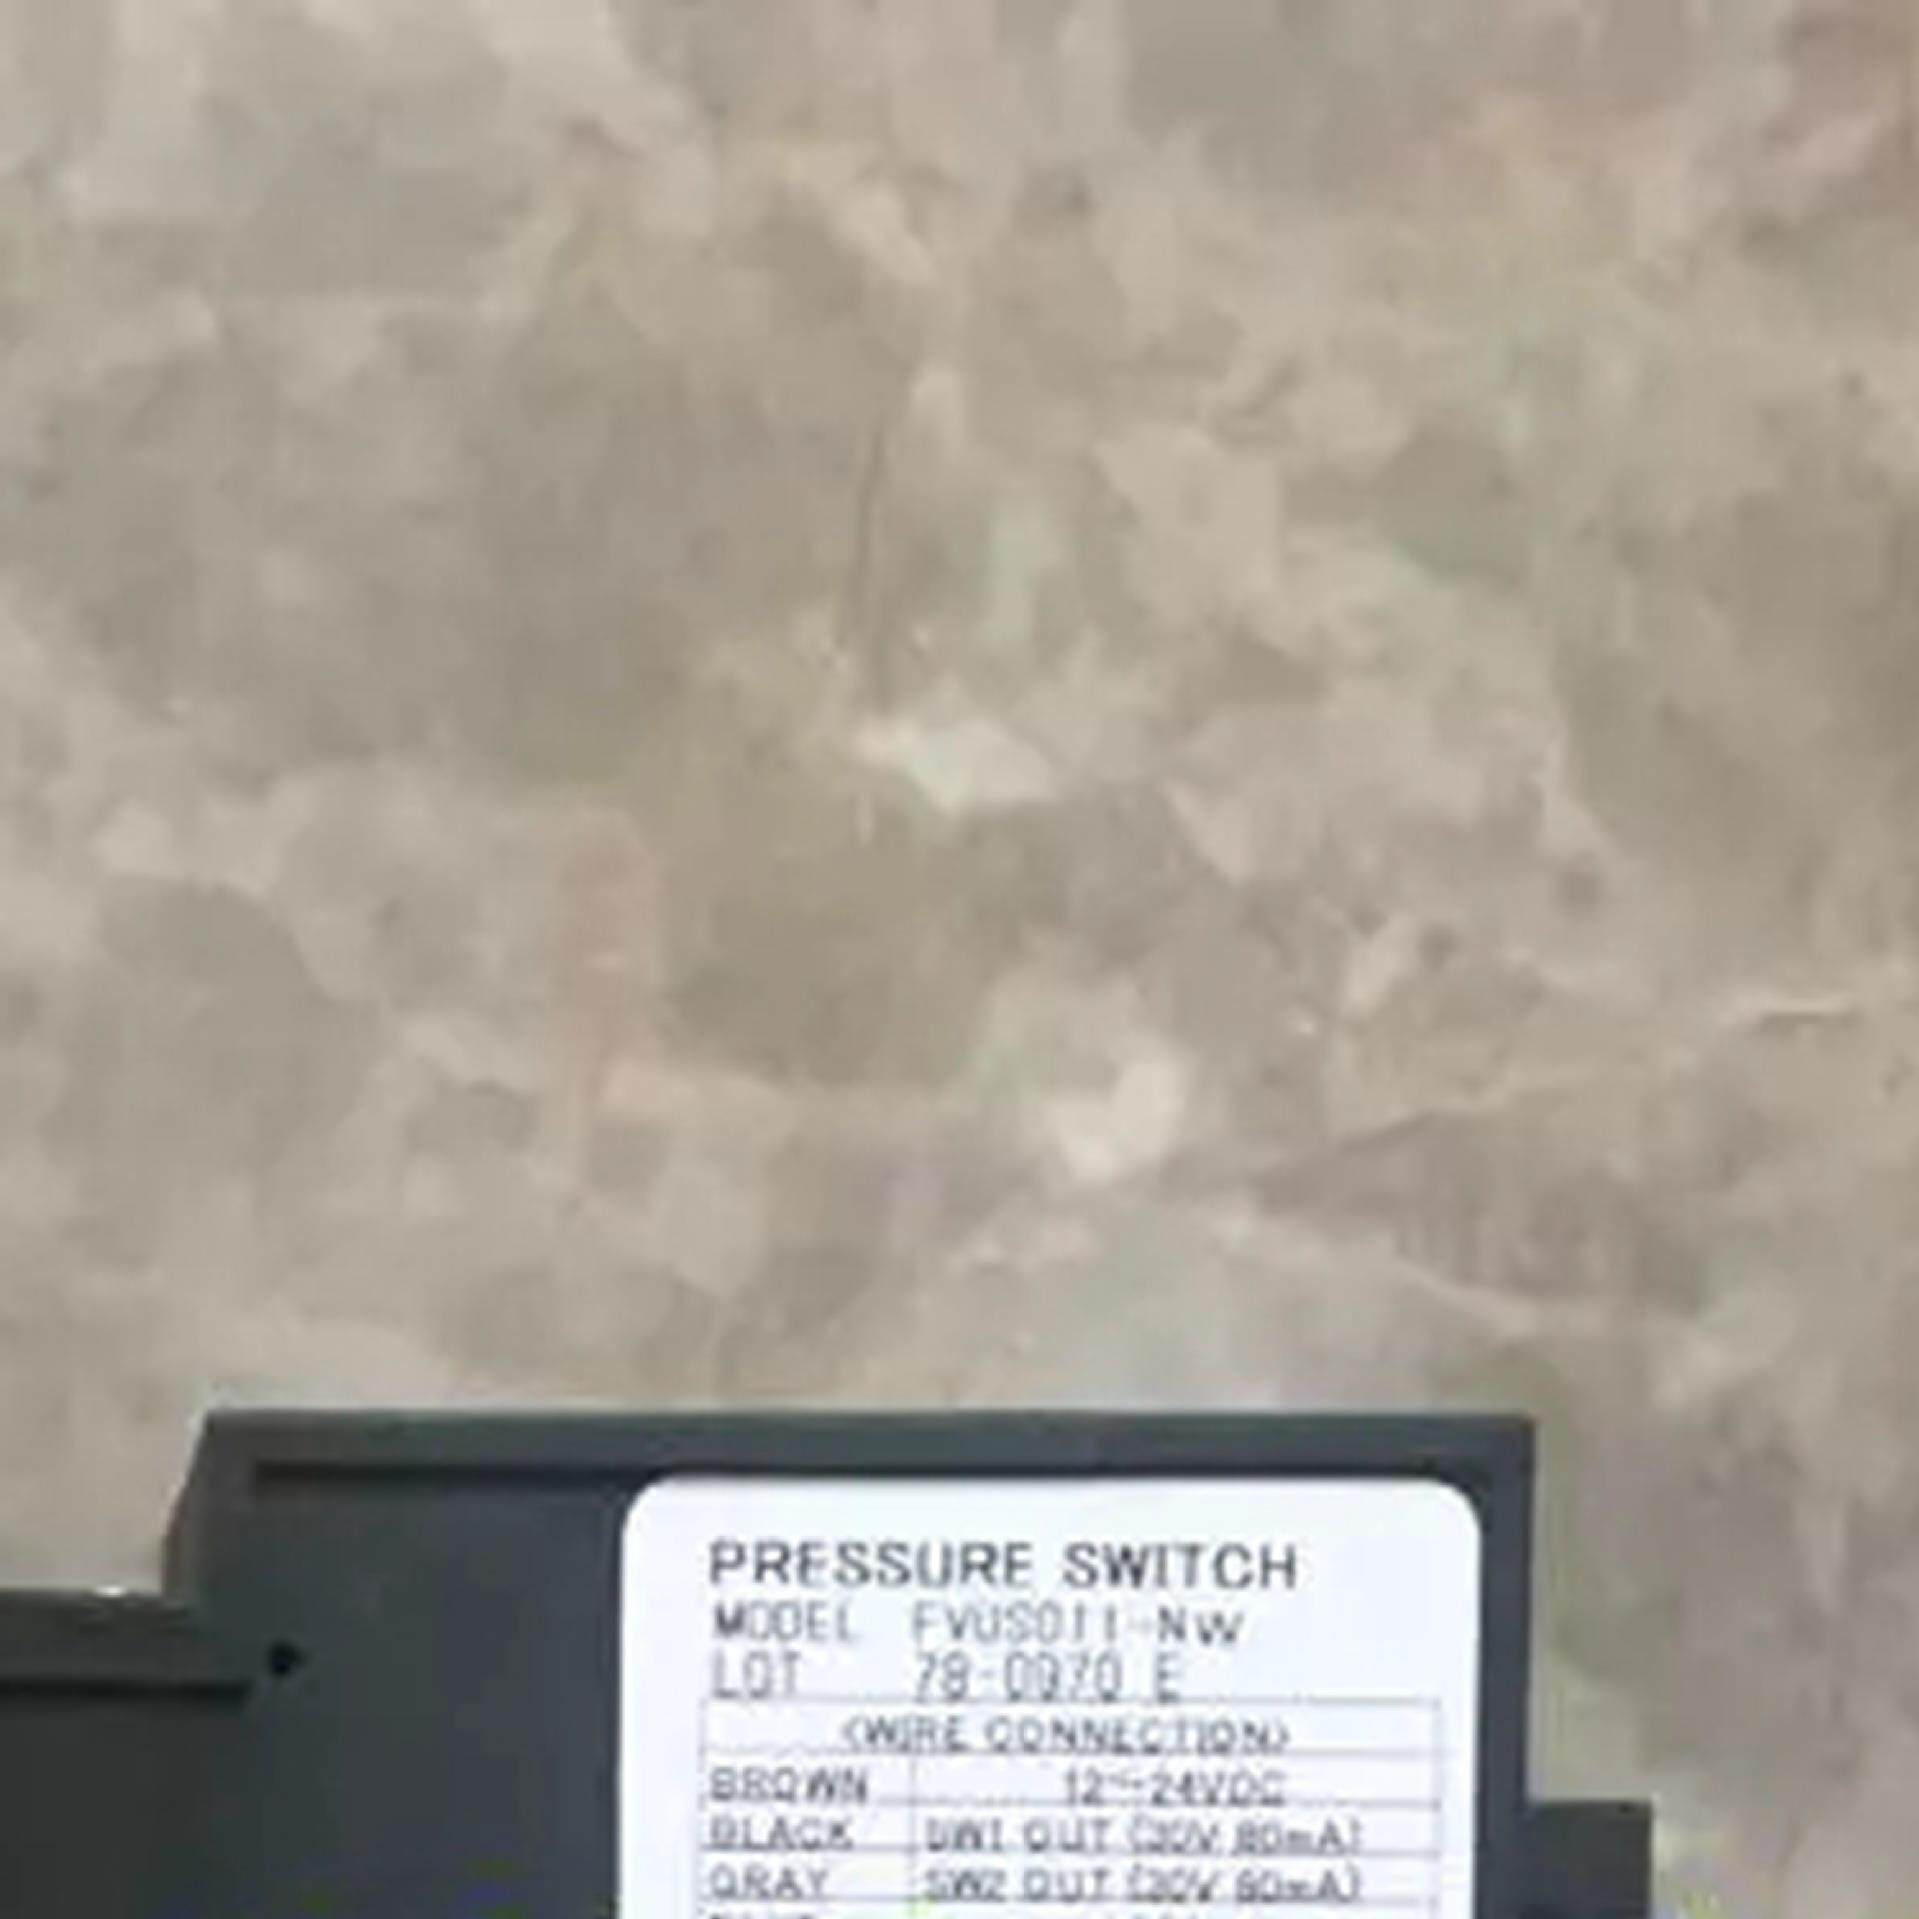 PRESSURE SWITCH
MODEL FVUS011-NW
LOT 78-0970 E
<WIRE CONNECTION>
BROWN 12~24VDC
BLACK SW1 OUT (30V 80mA)
GRAY SW2 OUT (30V 80mA)